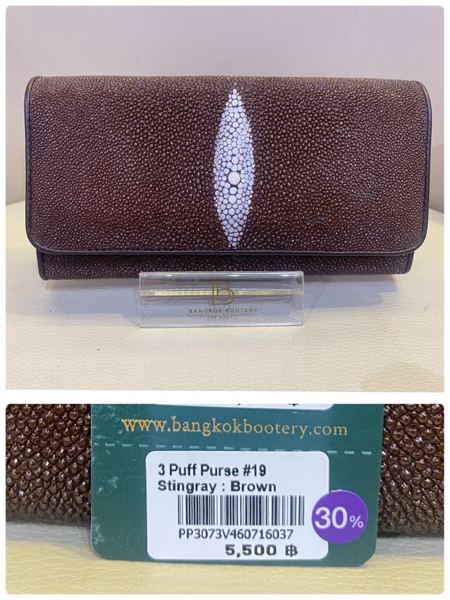 B
BANGKOK BOOTERY
www.bangkokbootery.com
3 Puff Purse #19
Stingray : Brown
30%
PP3073V460716037
5,500 ฿